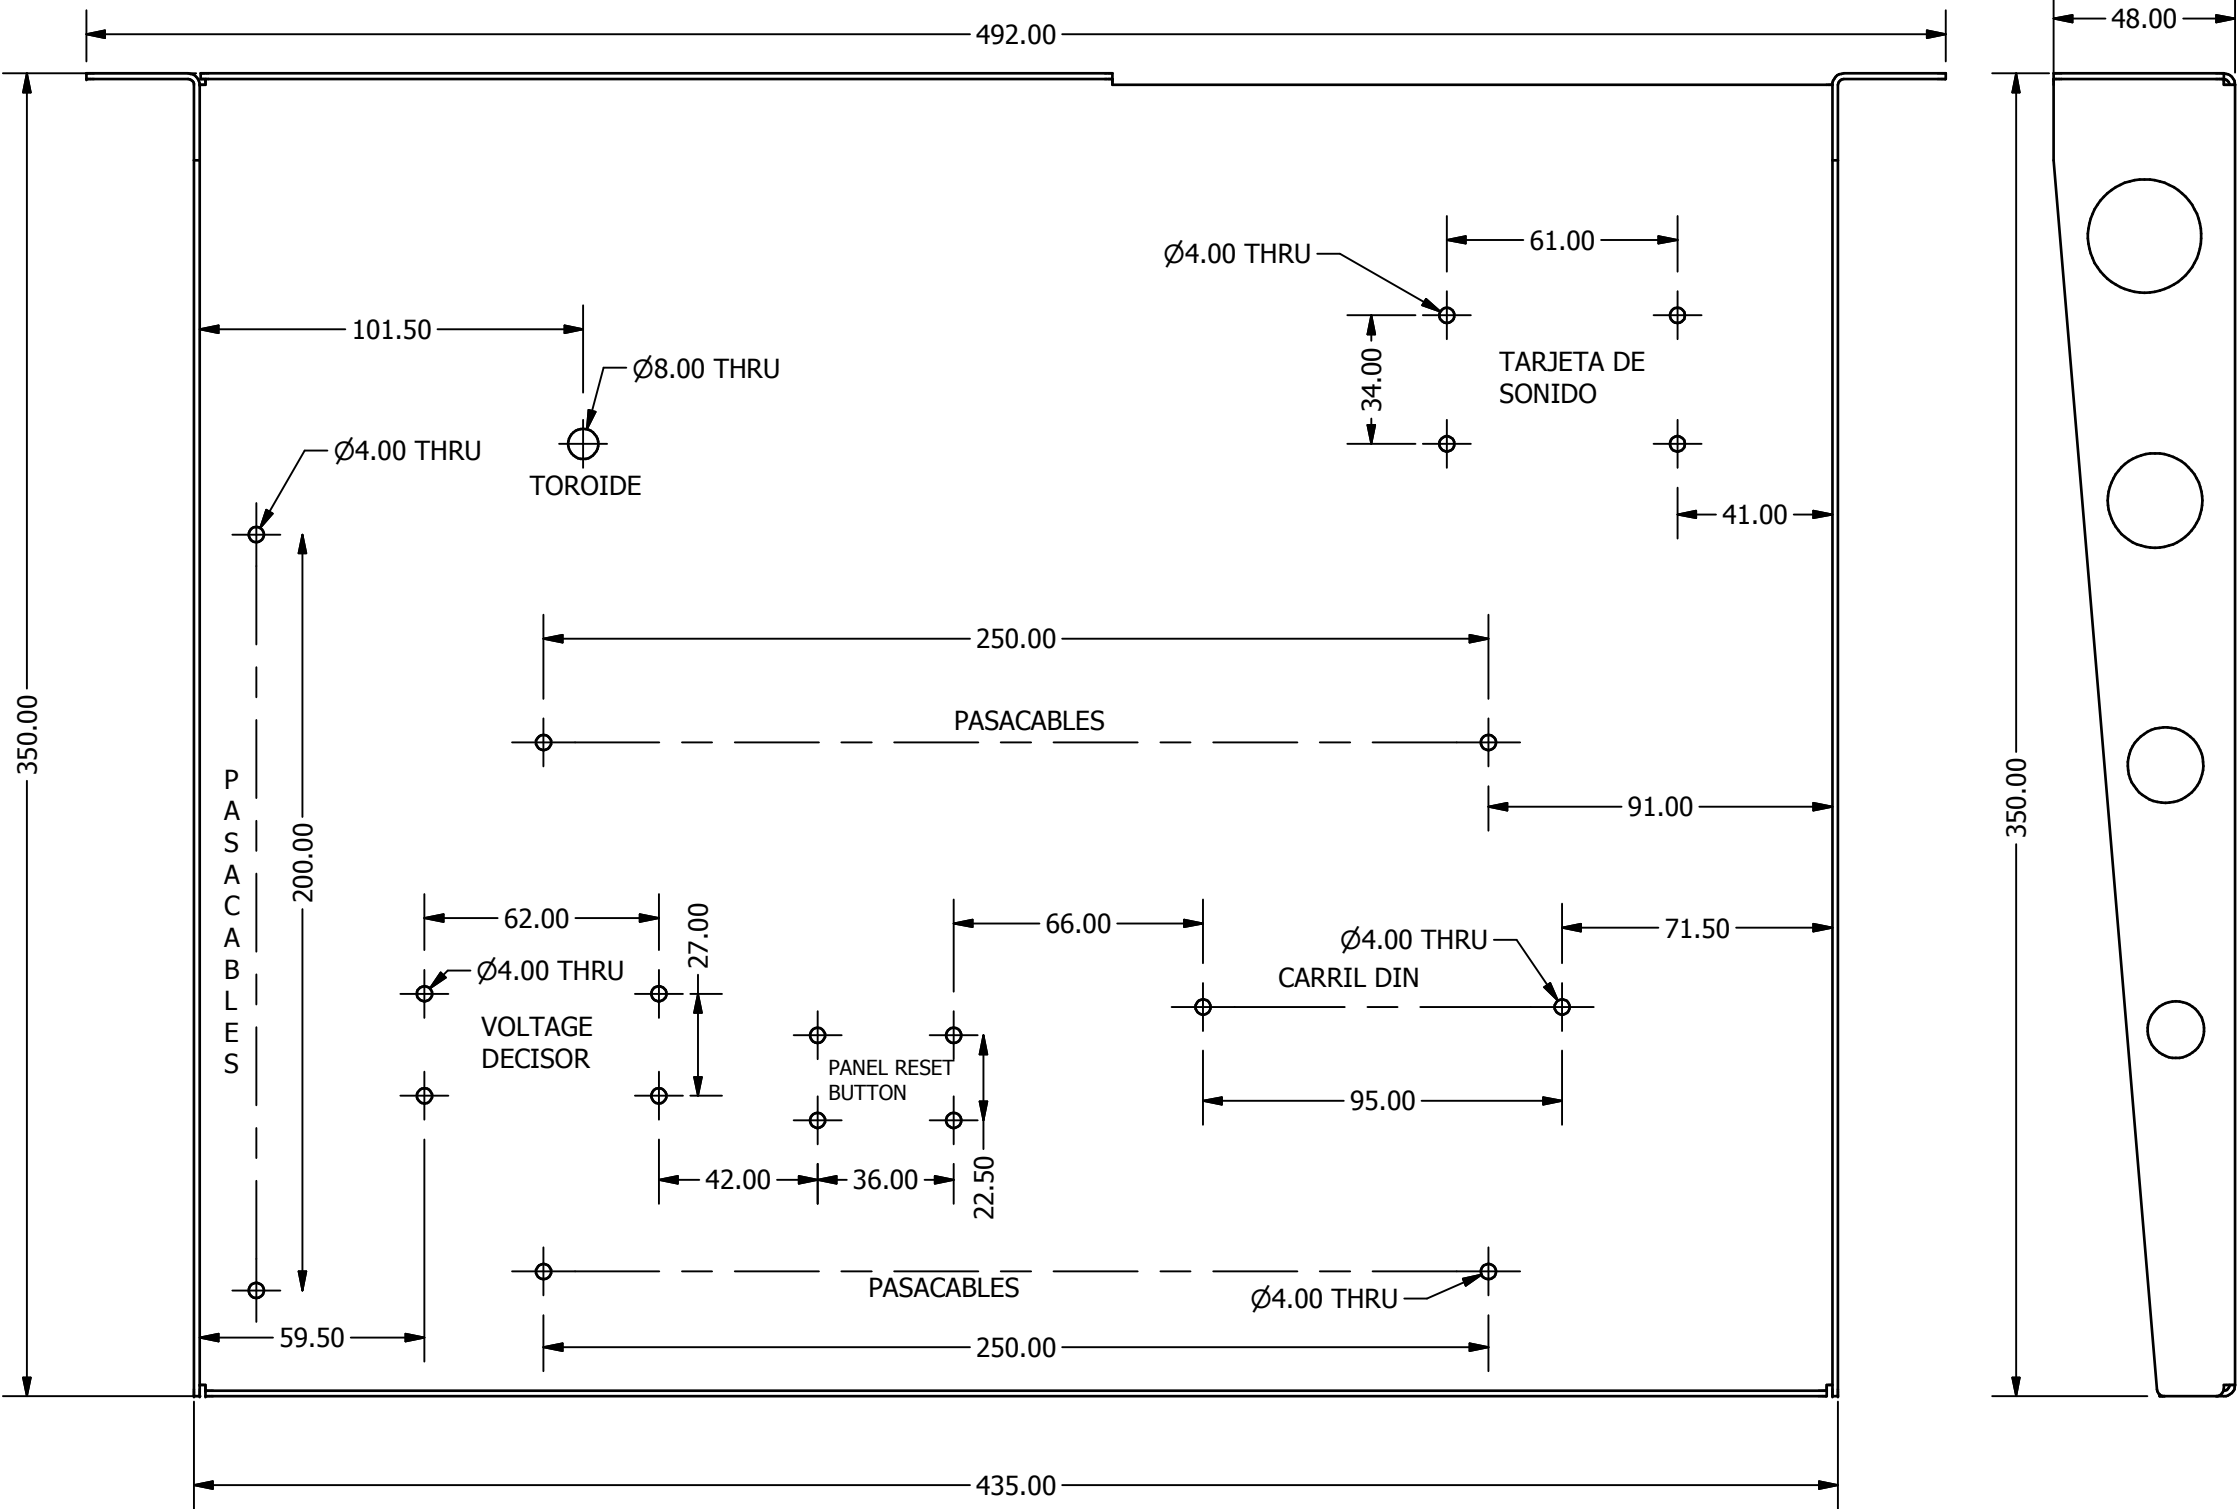 48.00
492.00
61.00
Ø4.00 THRU
101.50
34.00
TARJETA DE
SONIDO
Ø8.00 THRU
Ø4.00 THRU
TOROIDE
41.00
250.00
PASACABLES
350.00
350.00
PASACABLES
200.00
91.00
62.00
27.00
66.00
71.50
Ø4.00 THRU
Ø4.00 THRU
CARRIL DIN
VOLTAGE
DECISOR
PANEL RESET
BUTTON
95.00
42.00
36.00
22.50
PASACABLES
Ø4.00 THRU
59.50
250.00
435.00